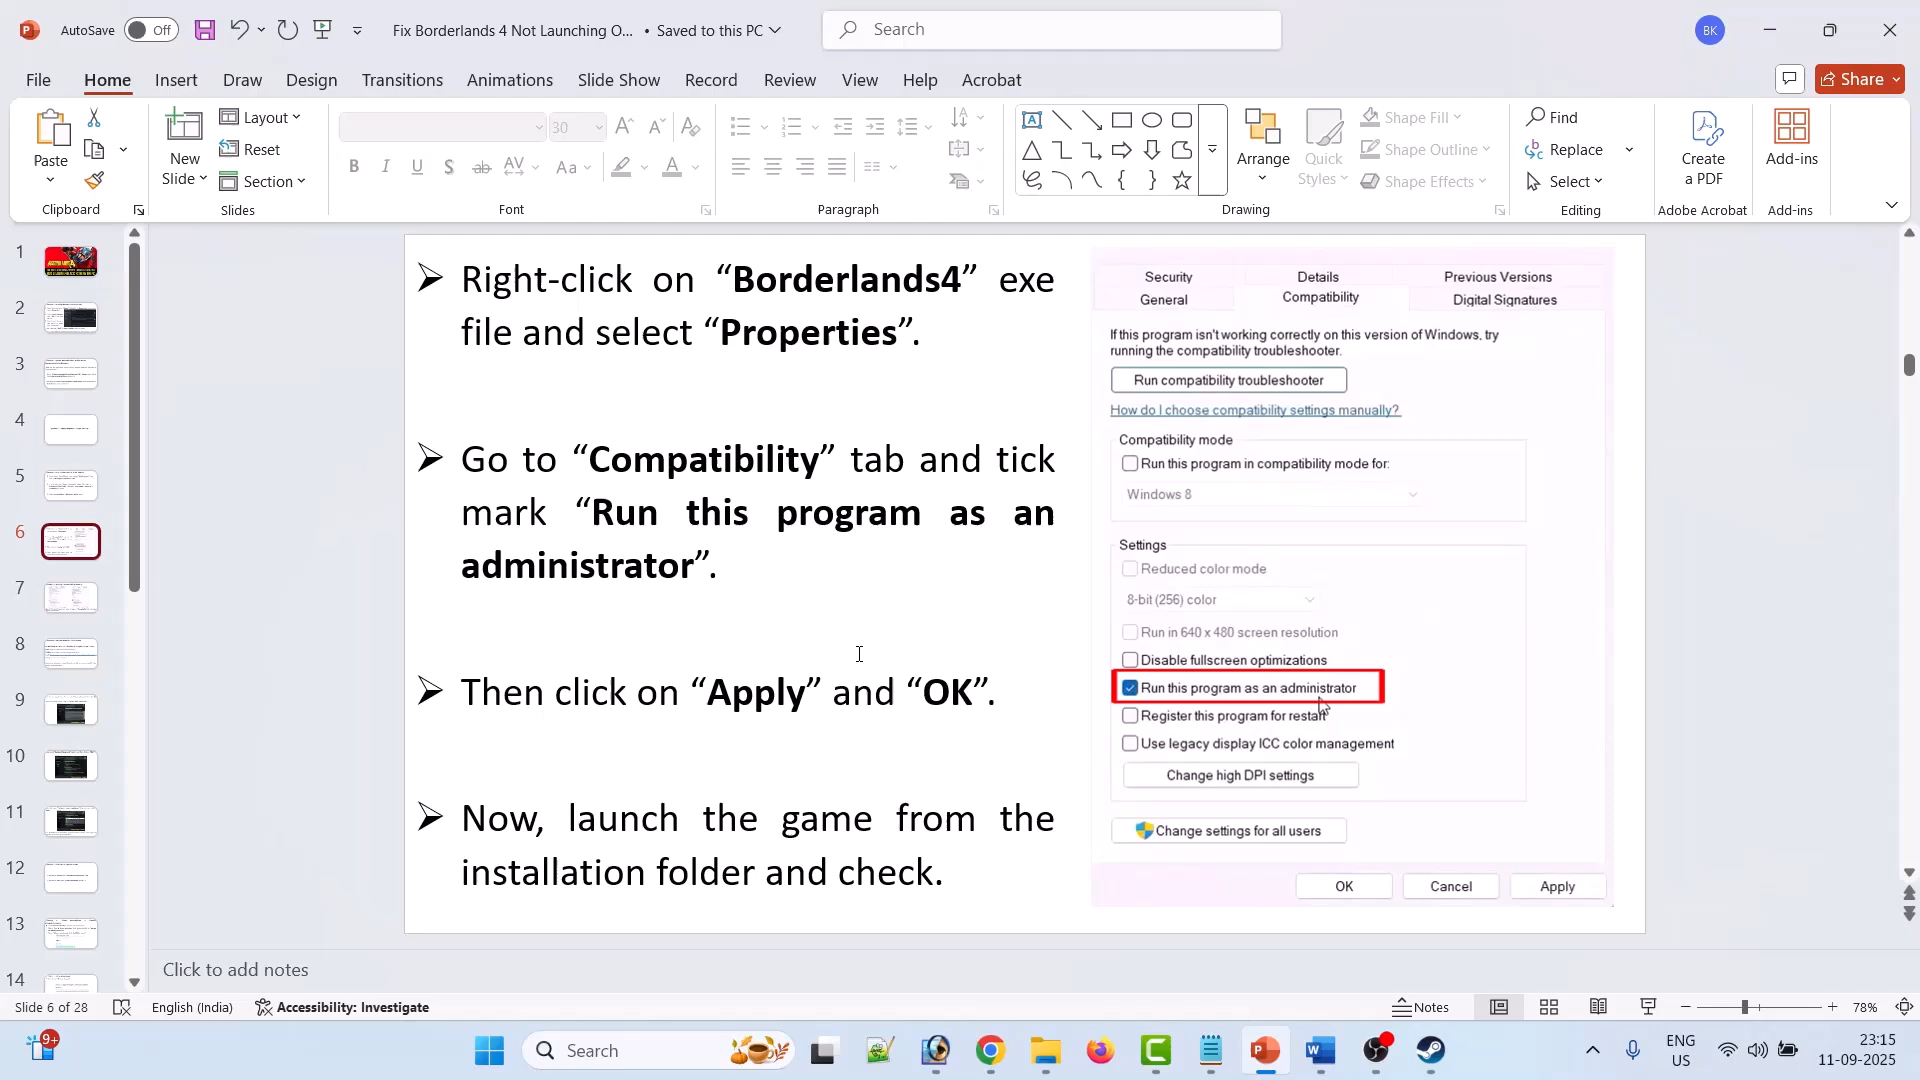 AutoSave Off Fix Borderlands 4 Not Launching O... • Saved to this PC Search BK
File Home Insert Draw Design Transitions Animations Slide Show Record Review View Help Acrobat Share
Paste New Slide Layout Reset Section 30 Arrange Quick Styles Shape Fill Shape Outline Shape Effects Find Replace Select Create a PDF Add-ins
Clipboard Slides Font Paragraph Drawing Editing Adobe Acrobat Add-ins
1
2
3
4
5
6
7
8
9
10
11
12
13
14
➢ Right-click on “Borderlands4” exe
file and select “Properties”.
➢ Go to “Compatibility” tab and tick
mark “Run this program as an
administrator”.
➢ Then click on “Apply” and “OK”.
➢ Now, launch the game from the
installation folder and check.
Security Details Previous Versions
General Compatibility Digital Signatures
If this program isn't working correctly on this version of Windows, try
running the compatibility troubleshooter.
Run compatibility troubleshooter
How do I choose compatibility settings manually?
Compatibility mode
Run this program in compatibility mode for:
Windows 8
Settings
Reduced color mode
8-bit (256) color
Run in 640 x 480 screen resolution
Disable fullscreen optimizations
Run this program as an administrator
Register this program for restart
Use legacy display ICC color management
Change high DPI settings
Change settings for all users
OK Cancel Apply
Click to add notes
Slide 6 of 28 English (India) Accessibility: Investigate Notes 78%
9+ Search ENG US 23:15 11-09-2025